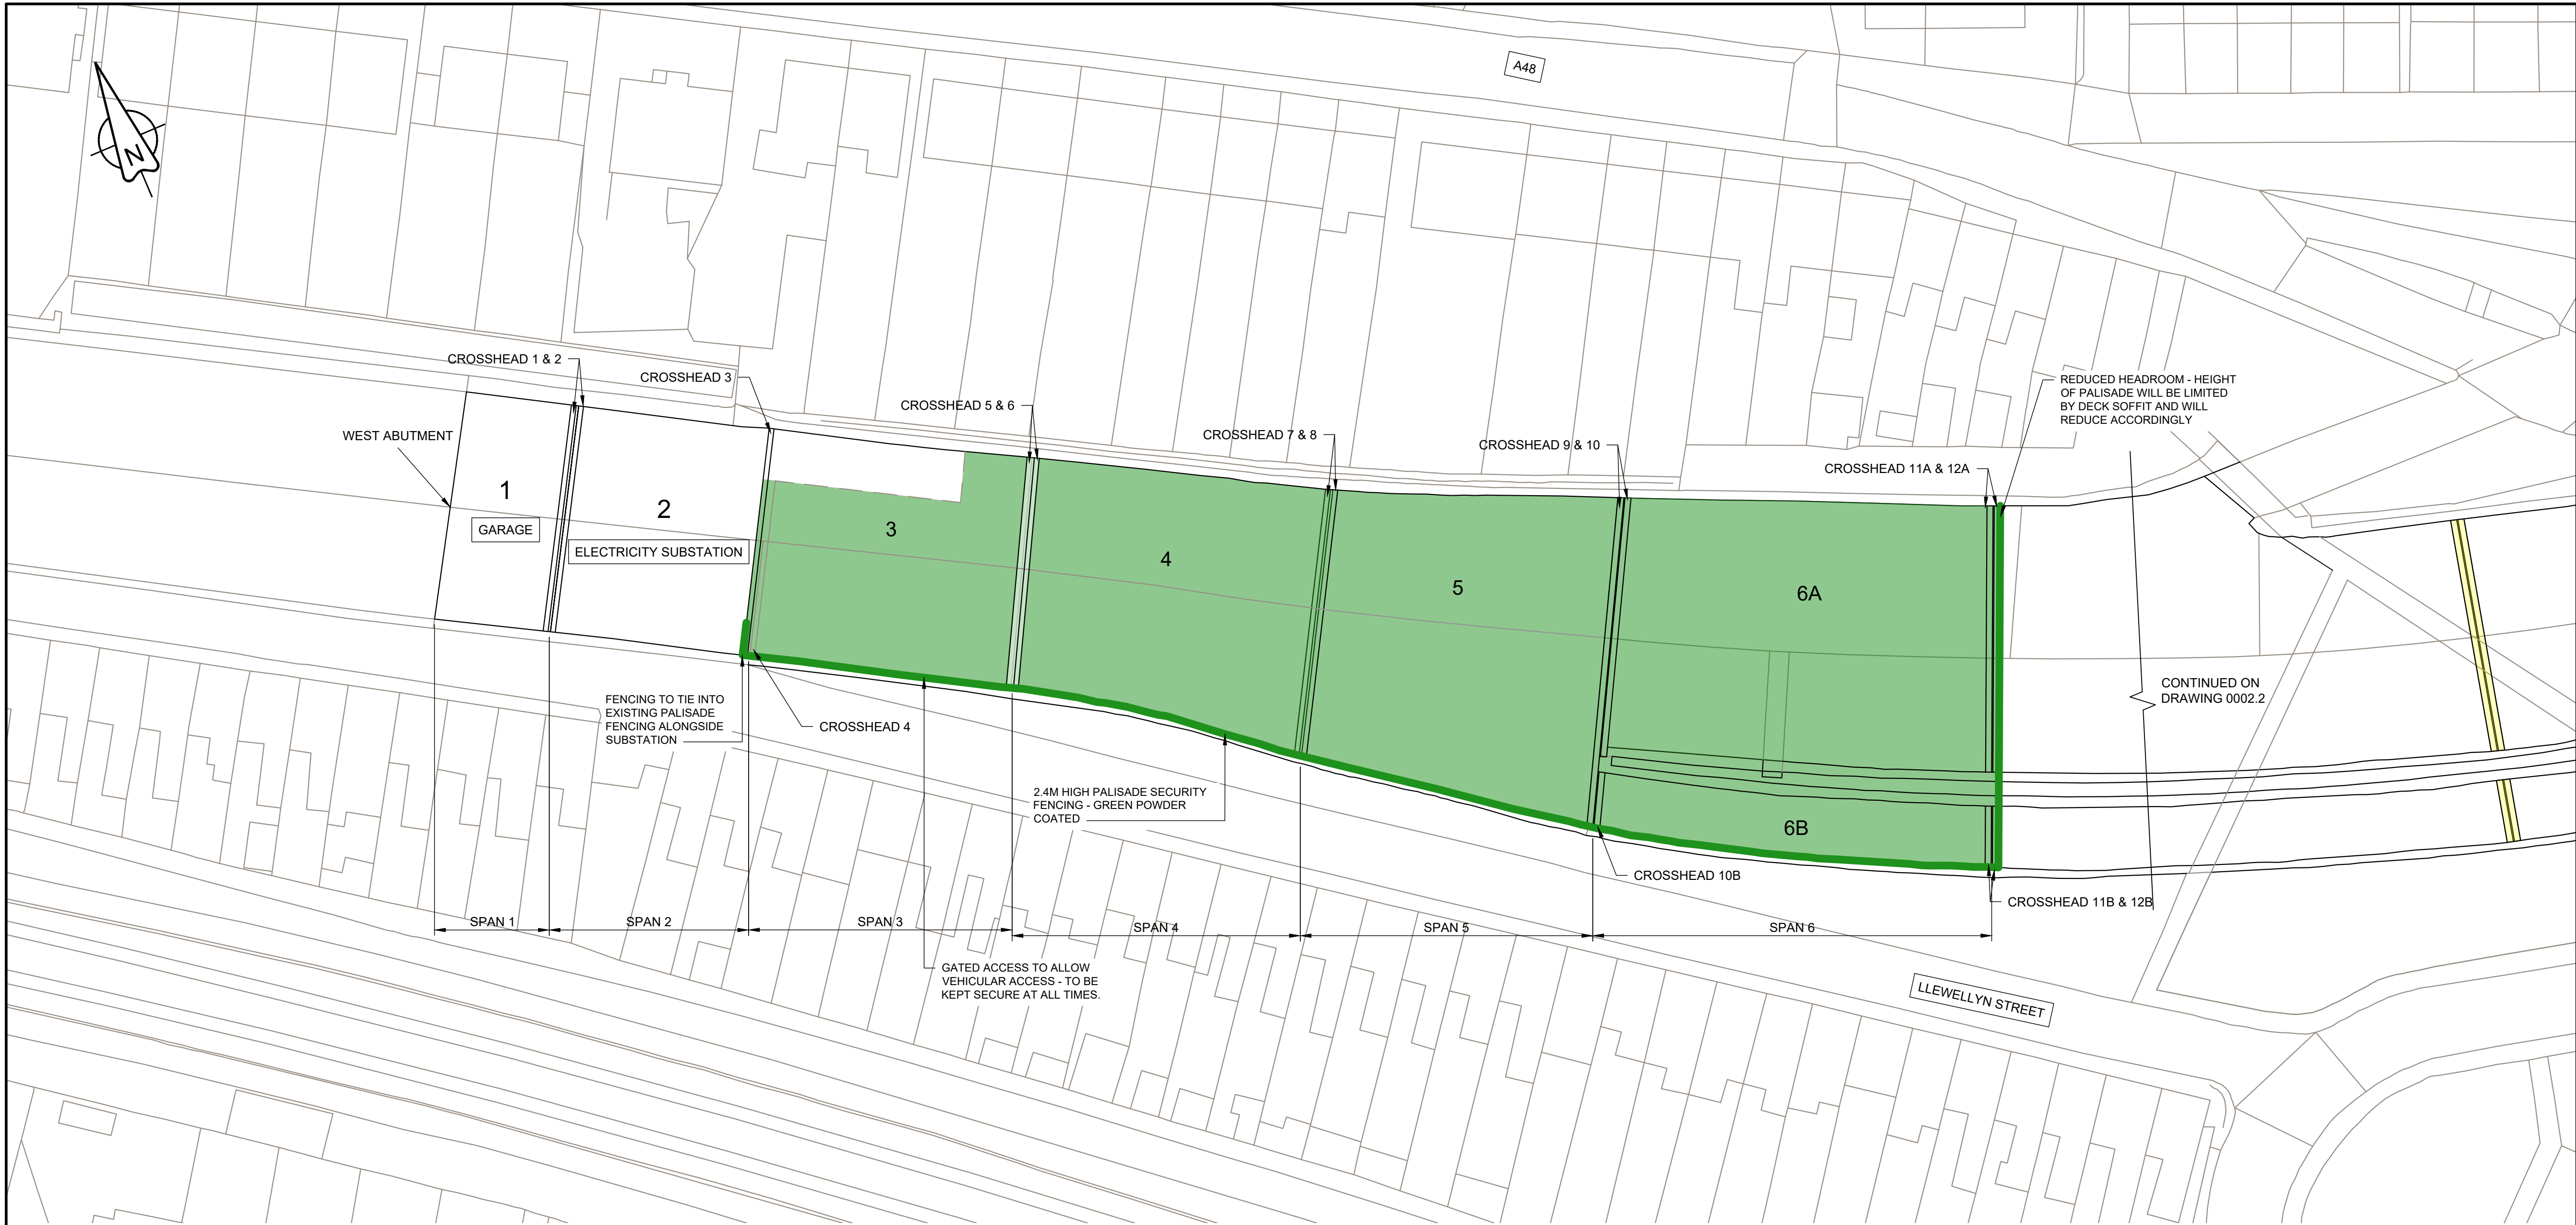 A48
N
CROSSHEAD 1 & 2
CROSSHEAD 3
CROSSHEAD 5 & 6
CROSSHEAD 7 & 8
CROSSHEAD 9 & 10
CROSSHEAD 11A & 12A
REDUCED HEADROOM - HEIGHT
OF PALISADE WILL BE LIMITED
BY DECK SOFFIT AND WILL
REDUCE ACCORDINGLY
WEST ABUTMENT
1
GARAGE
2
ELECTRICITY SUBSTATION
3
4
5
6A
6B
CONTINUED ON
DRAWING 0002.2
FENCING TO TIE INTO
EXISTING PALISADE
FENCING ALONGSIDE
SUBSTATION
CROSSHEAD 4
2.4M HIGH PALISADE SECURITY
FENCING - GREEN POWDER
COATED
CROSSHEAD 10B
CROSSHEAD 11B & 12B
SPAN 1
SPAN 2
SPAN 3
SPAN 4
SPAN 5
SPAN 6
GATED ACCESS TO ALLOW
VEHICULAR ACCESS - TO BE
KEPT SECURE AT ALL TIMES.
LLEWELLYN STREET